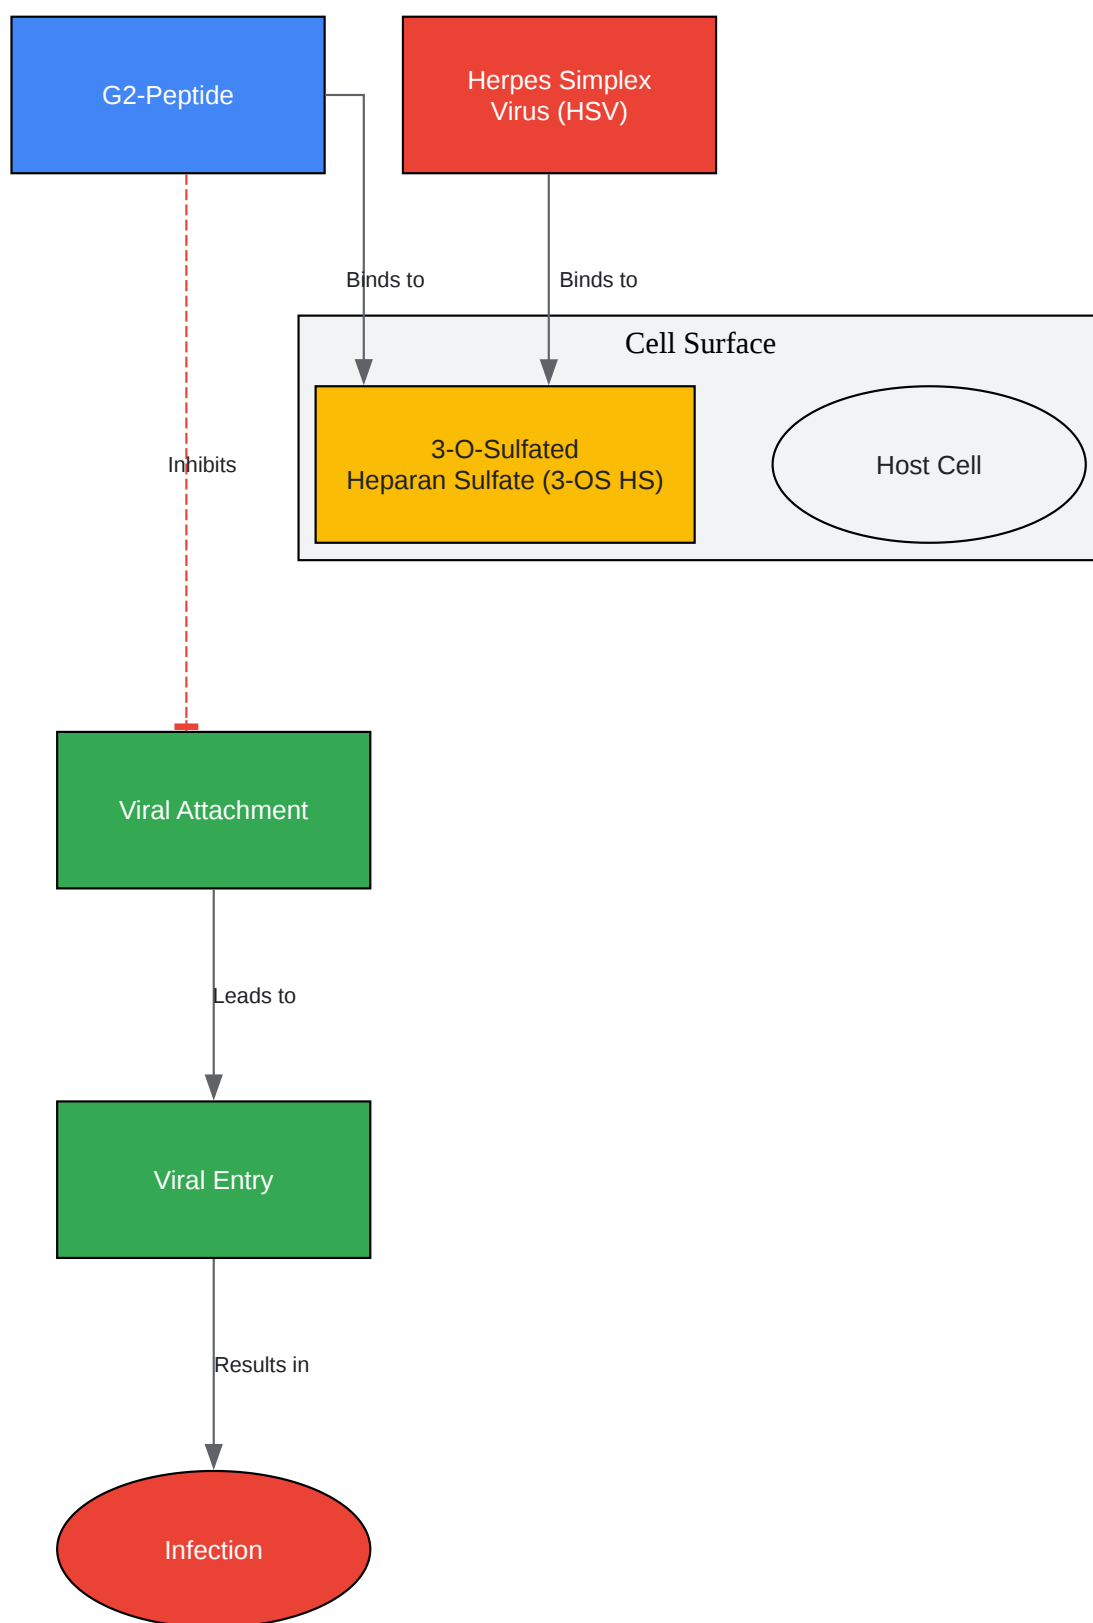 G2-Peptide
Herpes Simplex
Virus (HSV)
Binds to
Binds to
Cell Surface
3-O-Sulfated
Heparan Sulfate (3-OS HS)
Host Cell
Inhibits
Viral Attachment
Leads to
Viral Entry
Results in
Infection